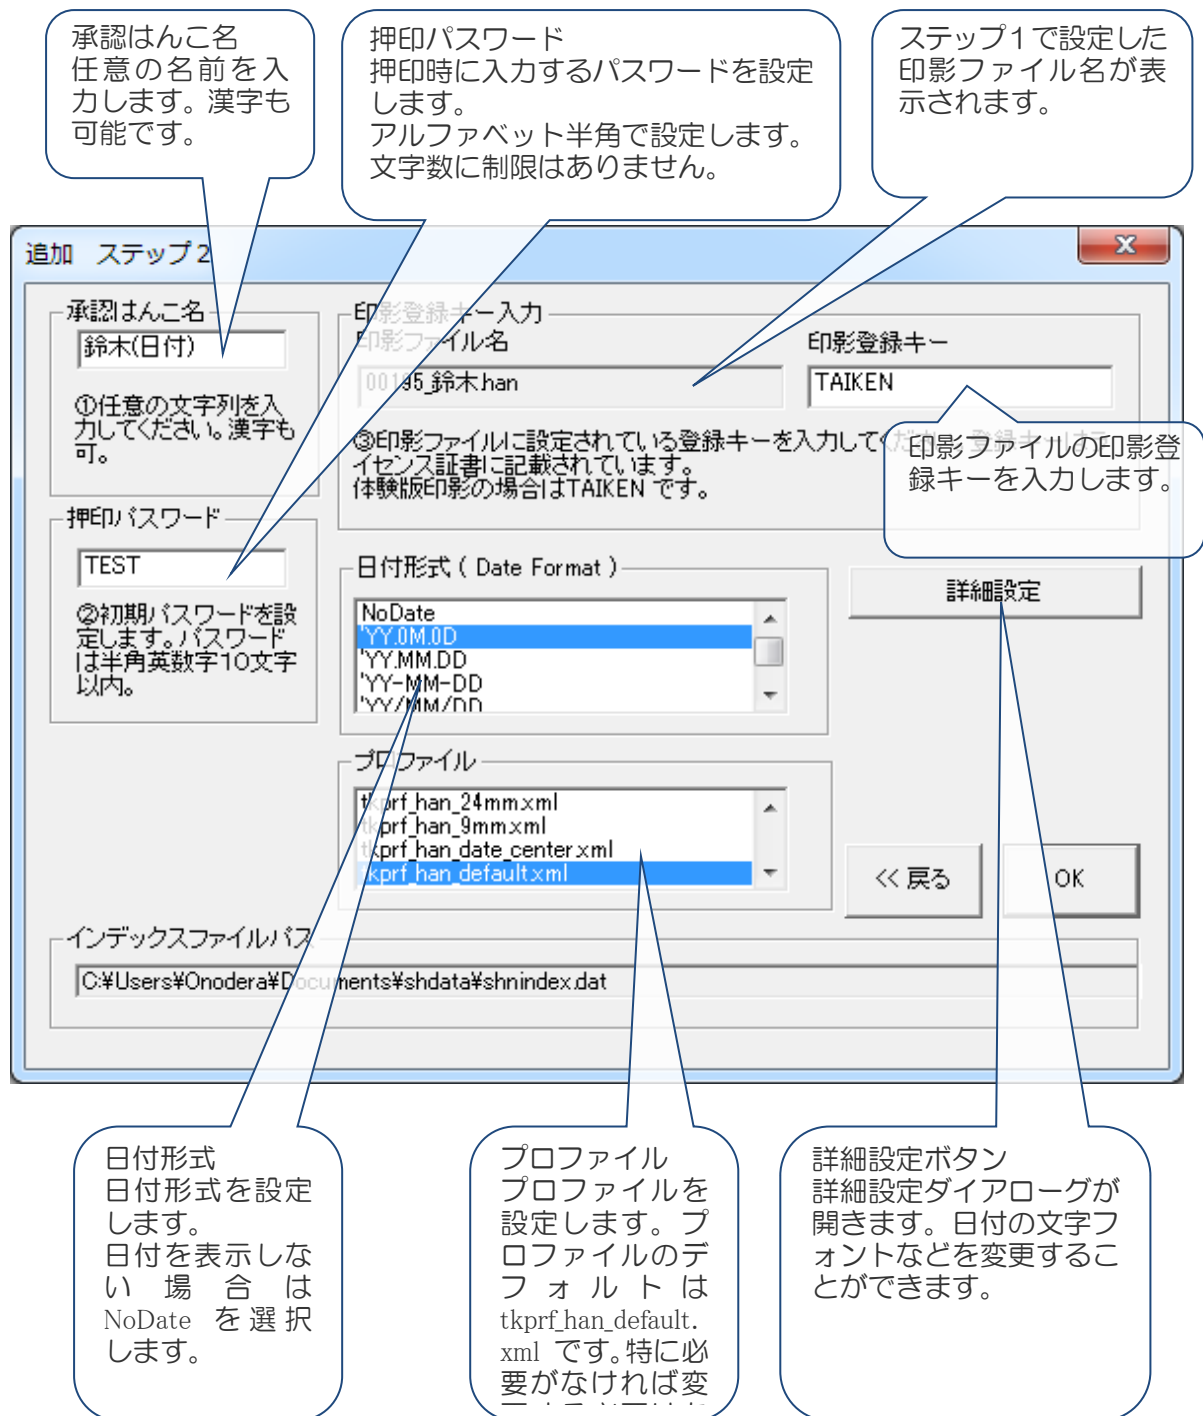 承認はんこ名
任意の名前を入
力します。漢字も
可能です。
押印パスワード
押印時に入力するパスワードを設定
します。
アルファベット半角で設定します。
文字数に制限はありません。
ステップ1で設定した
印影ファイル名が表
示されます。
追加　ステップ2
承認はんこ名
鈴木(日付)
①任意の文字列を入
力してください。漢字も
可。
印影登録キー入力
印影ファイル名
00195_鈴木.han
印影登録キー
TAIKEN
③印影ファイルに設定されている登録キーを入力してください。登録キーはラ
イセンス証書に記載されています。
体験版印影の場合はTAIKEN です。
印影ファイルの印影登
録キーを入力します。
押印パスワード
TEST
②初期パスワードを設
定します。パスワード
は半角英数字10文字
以内。
日付形式 ( Date Format )
NoDate
'YY.0M.0D
'YY.MM.DD
'YY-MM-DD
'YY/MM/DD
詳細設定
プロファイル
tkprf_han_24mm.xml
tkprf_han_9mm.xml
tkprf_han_date_center.xml
tkprf_han_default.xml
<< 戻る
OK
インデックスファイルパス
C:¥Users¥Onodera¥Documents¥shdata¥shnindex.dat
日付形式
日付形式を設定
します。
日付を表示しな
い場合は
NoDate を選択
します。
プロファイル
プロファイルを
設定します。プ
ロファイルのデ
フォルトは
tkprf_han_default.
xml です。特に必
要がなければ変
詳細設定ボタン
詳細設定ダイアローグが
開きます。日付の文字フ
ォントなどを変更するこ
とができます。